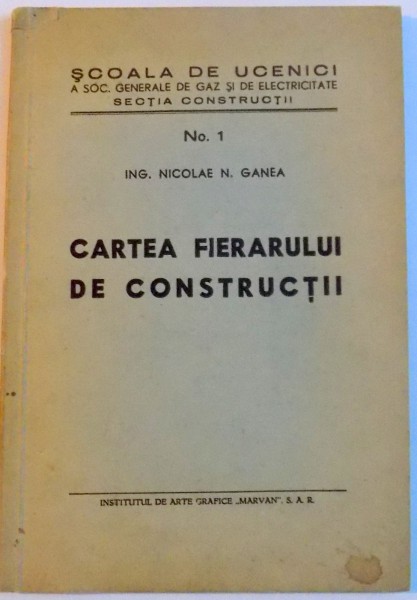 ŞCOALA DE UCENICI
A SOC. GENERALE DE GAZ ŞI DE ELECTRICITATE
SECŢIA CONSTRUCŢII
No. 1
ING. NICOLAE N. GANEA
CARTEA FIERARULUI
DE CONSTRUCŢII
INSTITUTUL DE ARTE GRAFICE „MARVAN", S. A. R.